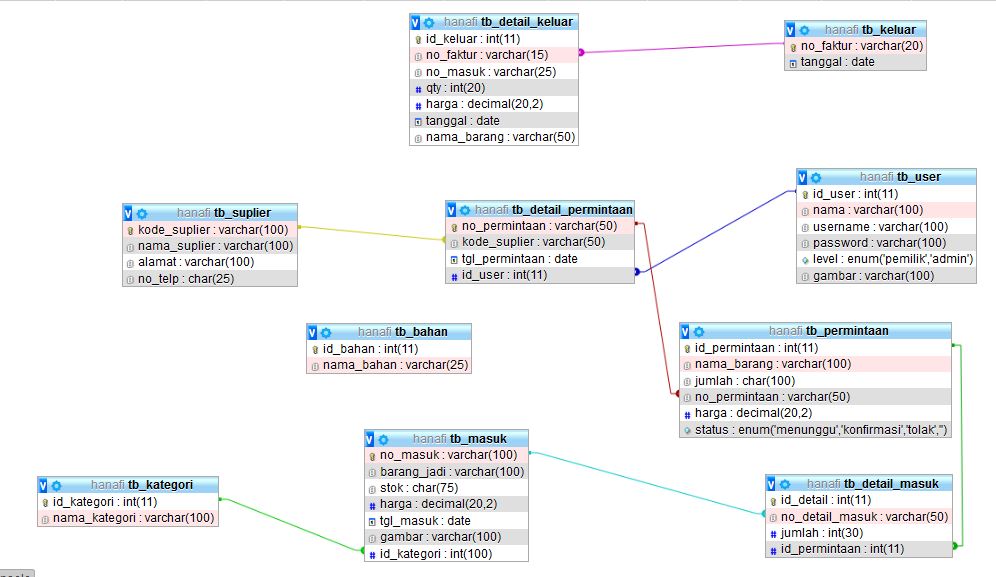 hanafi tb_detail_keluar
id_keluar : int(11)
no_faktur : varchar(15)
no_masuk : varchar(25)
qty : int(20)
harga : decimal(20,2)
tanggal : date
nama_barang : varchar(50)
hanafi tb_keluar
no_faktur : varchar(20)
tanggal : date
hanafi tb_suplier
kode_suplier : varchar(100)
nama_suplier : varchar(100)
alamat : varchar(100)
no_telp : char(25)
hanafi tb_detail_permintaan
no_permintaan : varchar(50)
kode_suplier : varchar(50)
tgl_permintaan : date
id_user : int(11)
hanafi tb_user
id_user : int(11)
nama : varchar(100)
username : varchar(100)
password : varchar(100)
level : enum('pemilik','admin')
gambar : varchar(100)
hanafi tb_bahan
id_bahan : int(11)
nama_bahan : varchar(25)
hanafi tb_permintaan
id_permintaan : int(11)
nama_barang : varchar(100)
jumlah : char(100)
no_permintaan : varchar(50)
harga : decimal(20,2)
status : enum('menunggu','konfirmasi','tolak','')
hanafi tb_kategori
id_kategori : int(11)
nama_kategori : varchar(100)
hanafi tb_masuk
no_masuk : varchar(100)
barang_jadi : varchar(100)
stok : char(75)
harga : decimal(20,2)
tgl_masuk : date
gambar : varchar(100)
id_kategori : int(100)
hanafi tb_detail_masuk
id_detail : int(11)
no_detail_masuk : varchar(50)
jumlah : int(30)
id_permintaan : int(11)